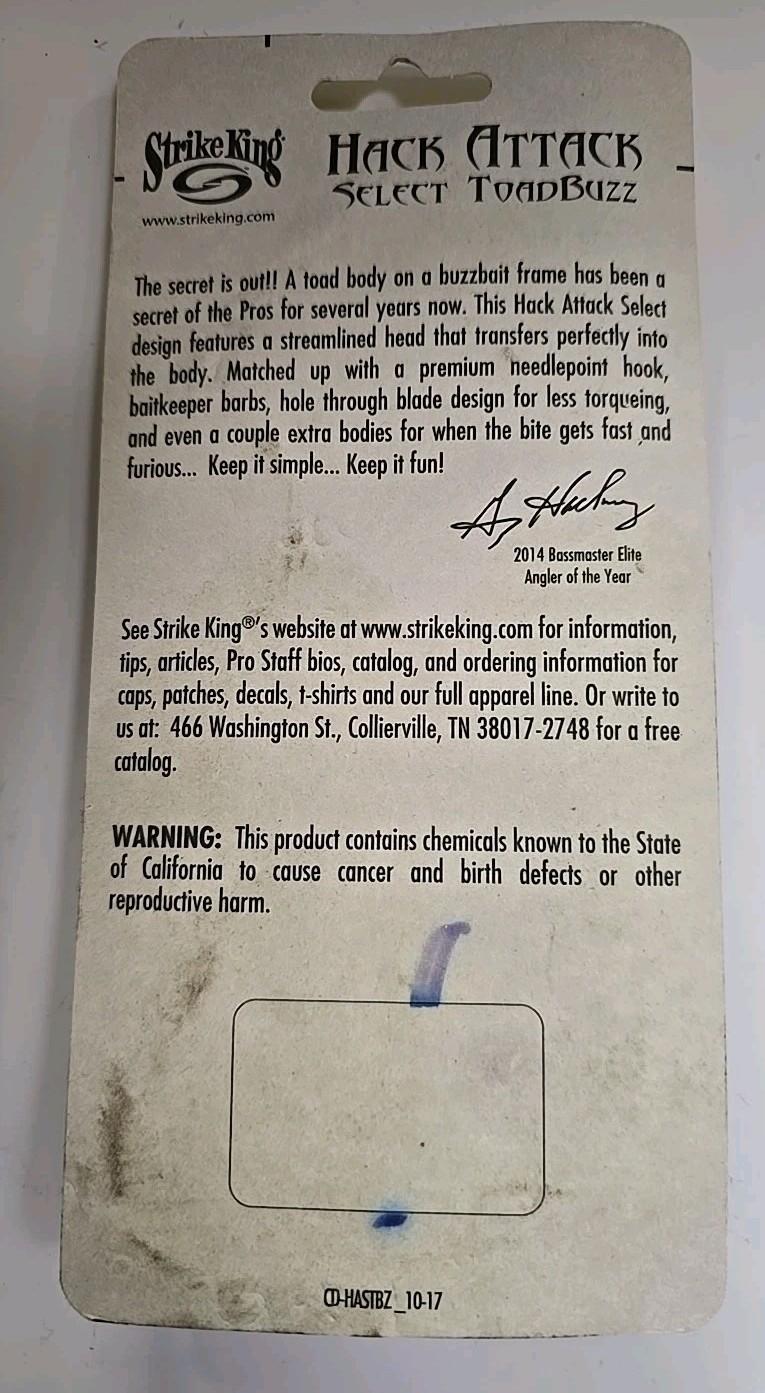 Strike King
HACK ATTACK
SELECT TOADBUZZ
www.strikeking.com
The secret is out!! A toad body on a buzzbait frame has been a
secret of the Pros for several years now. This Hack Attack Select
design features a streamlined head that transfers perfectly into
the body. Matched up with a premium needlepoint hook,
baitkeeper barbs, hole through blade design for less torqueing,
and even a couple extra bodies for when the bite gets fast and
furious... Keep it simple... Keep it fun!
2014 Bassmaster Elite
Angler of the Year
See Strike King®'s website at www.strikeking.com for information,
tips, articles, Pro Staff bios, catalog, and ordering information for
caps, patches, decals, t-shirts and our full apparel line. Or write to
us at: 466 Washington St., Collierville, TN 38017-2748 for a free
catalog.
WARNING: This product contains chemicals known to the State
of California to cause cancer and birth defects or other
reproductive harm.
CD-HASTBZ_10-17